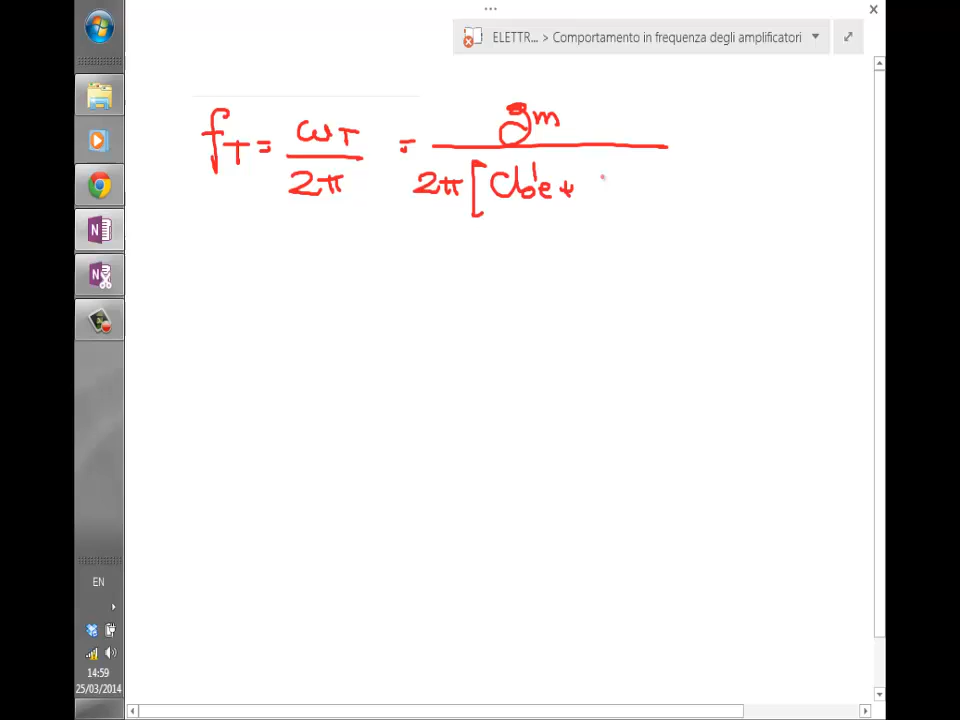 ELETTR... > Comportamento in frequenza degli amplificatori
fT = ωT / 2π = gm / 2π [Cb'e +
EN
14:59
25/03/2014